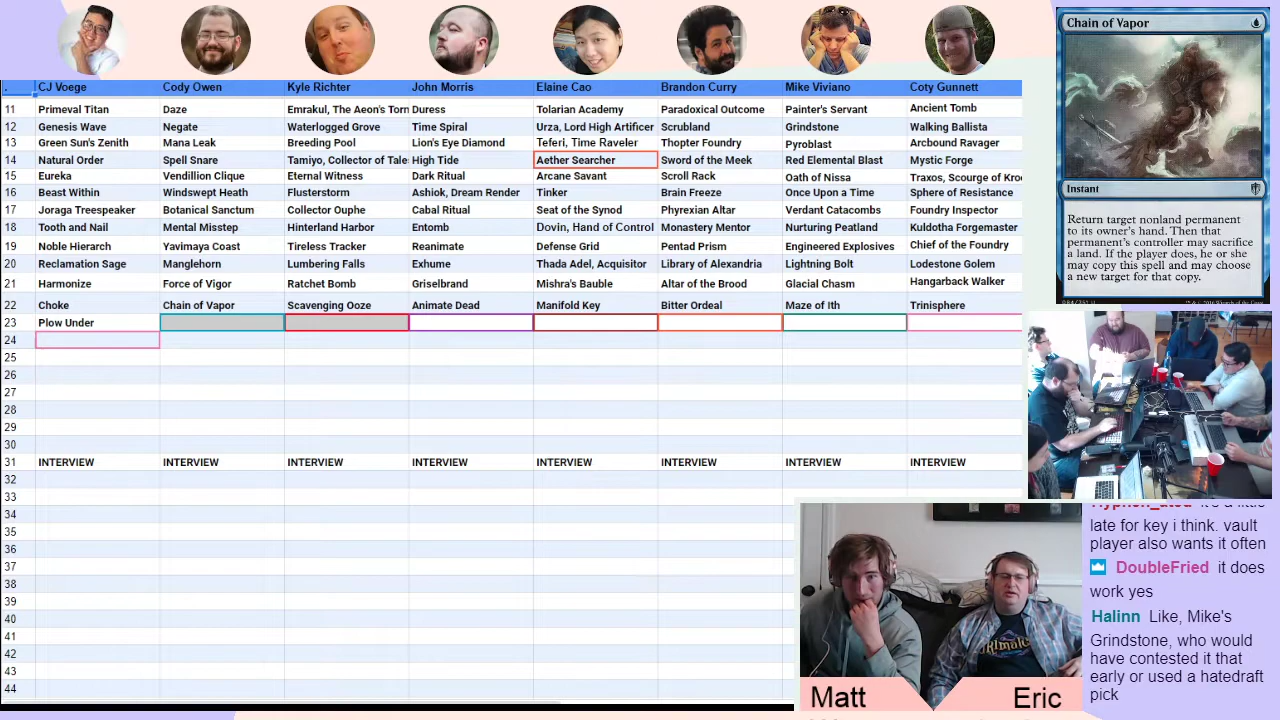 . CJ Voege Cody Owen Kyle Richter John Morris Elaine Cao Brandon Curry Mike Viviano Coty Gunnett
11 Primeval Titan Daze Emrakul, The Aeon's Torn Duress Tolarian Academy Paradoxical Outcome Painter's Servant Ancient Tomb
12 Genesis Wave Negate Waterlogged Grove Time Spiral Urza, Lord High Artificer Scrubland Grindstone Walking Ballista
13 Green Sun's Zenith Mana Leak Breeding Pool Lion's Eye Diamond Teferi, Time Raveler Thopter Foundry Pyroblast Arcbound Ravager
14 Natural Order Spell Snare Tamiyo, Collector of Tale High Tide Aether Searcher Sword of the Meek Red Elemental Blast Mystic Forge
15 Eureka Vendillion Clique Eternal Witness Dark Ritual Arcane Savant Scroll Rack Oath of Nissa Traxos, Scourge of Kroo
16 Beast Within Windswept Heath Flusterstorm Ashiok, Dream Render Tinker Brain Freeze Once Upon a Time Sphere of Resistance
17 Joraga Treespeaker Botanical Sanctum Collector Ouphe Cabal Ritual Seat of the Synod Phyrexian Altar Verdant Catacombs Foundry Inspector
18 Tooth and Nail Mental Misstep Hinterland Harbor Entomb Dovin, Hand of Control Monastery Mentor Nurturing Peatland Kuldotha Forgemaster
19 Noble Hierarch Yavimaya Coast Tireless Tracker Reanimate Defense Grid Pentad Prism Engineered Explosives Chief of the Foundry
20 Reclamation Sage Manglehorn Lumbering Falls Exhume Thada Adel, Acquisitor Library of Alexandria Lightning Bolt Lodestone Golem
21 Harmonize Force of Vigor Ratchet Bomb Griselbrand Mishra's Bauble Altar of the Brood Glacial Chasm Hangarback Walker
22 Choke Chain of Vapor Scavenging Ooze Animate Dead Manifold Key Bitter Ordeal Maze of Ith Trinisphere
23 Plow Under
24
25
26
27
28
29
30
31 INTERVIEW INTERVIEW INTERVIEW INTERVIEW INTERVIEW INTERVIEW INTERVIEW INTERVIEW
32
33
34
35
36
37
38
39
40
41
42
43
44
Chain of Vapor
Instant
Return target nonland permanent
to its owner's hand. Then that
permanent's controller may sacrifice
a land. If the player does, he or she
may copy this spell and may choose
a new target for that copy.
late for key i think. vault
player also wants it often
DoubleFried it does
work yes
Halinn Like, Mike's
Grindstone, who would
have contested it that
early or used a hatedraft
pick
Matt Eric